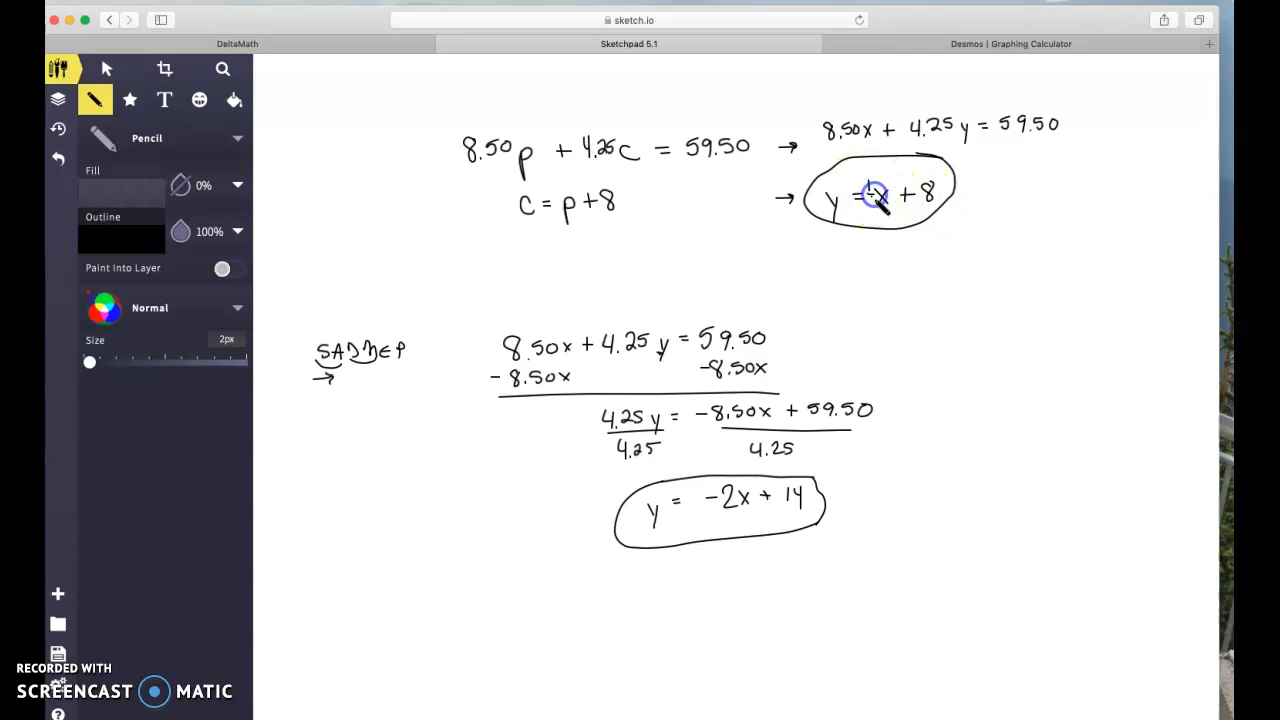 sketch.io
DeltaMath
Sketchpad 5.1
Desmos | Graphing Calculator
Pencil
Fill
0%
Outline
100%
Paint Into Layer
Normal
Size
2px
8.50p + 4.25c = 59.50 → 8.50x + 4.25y = 59.50
c = p + 8 → y = x + 8
SADMEP
→
8.50x + 4.25y = 59.50
- 8.50x -8.50x
4.25y = -8.50x + 59.50
4.25 4.25
y = -2x + 14
RECORDED WITH
SCREENCAST MATIC